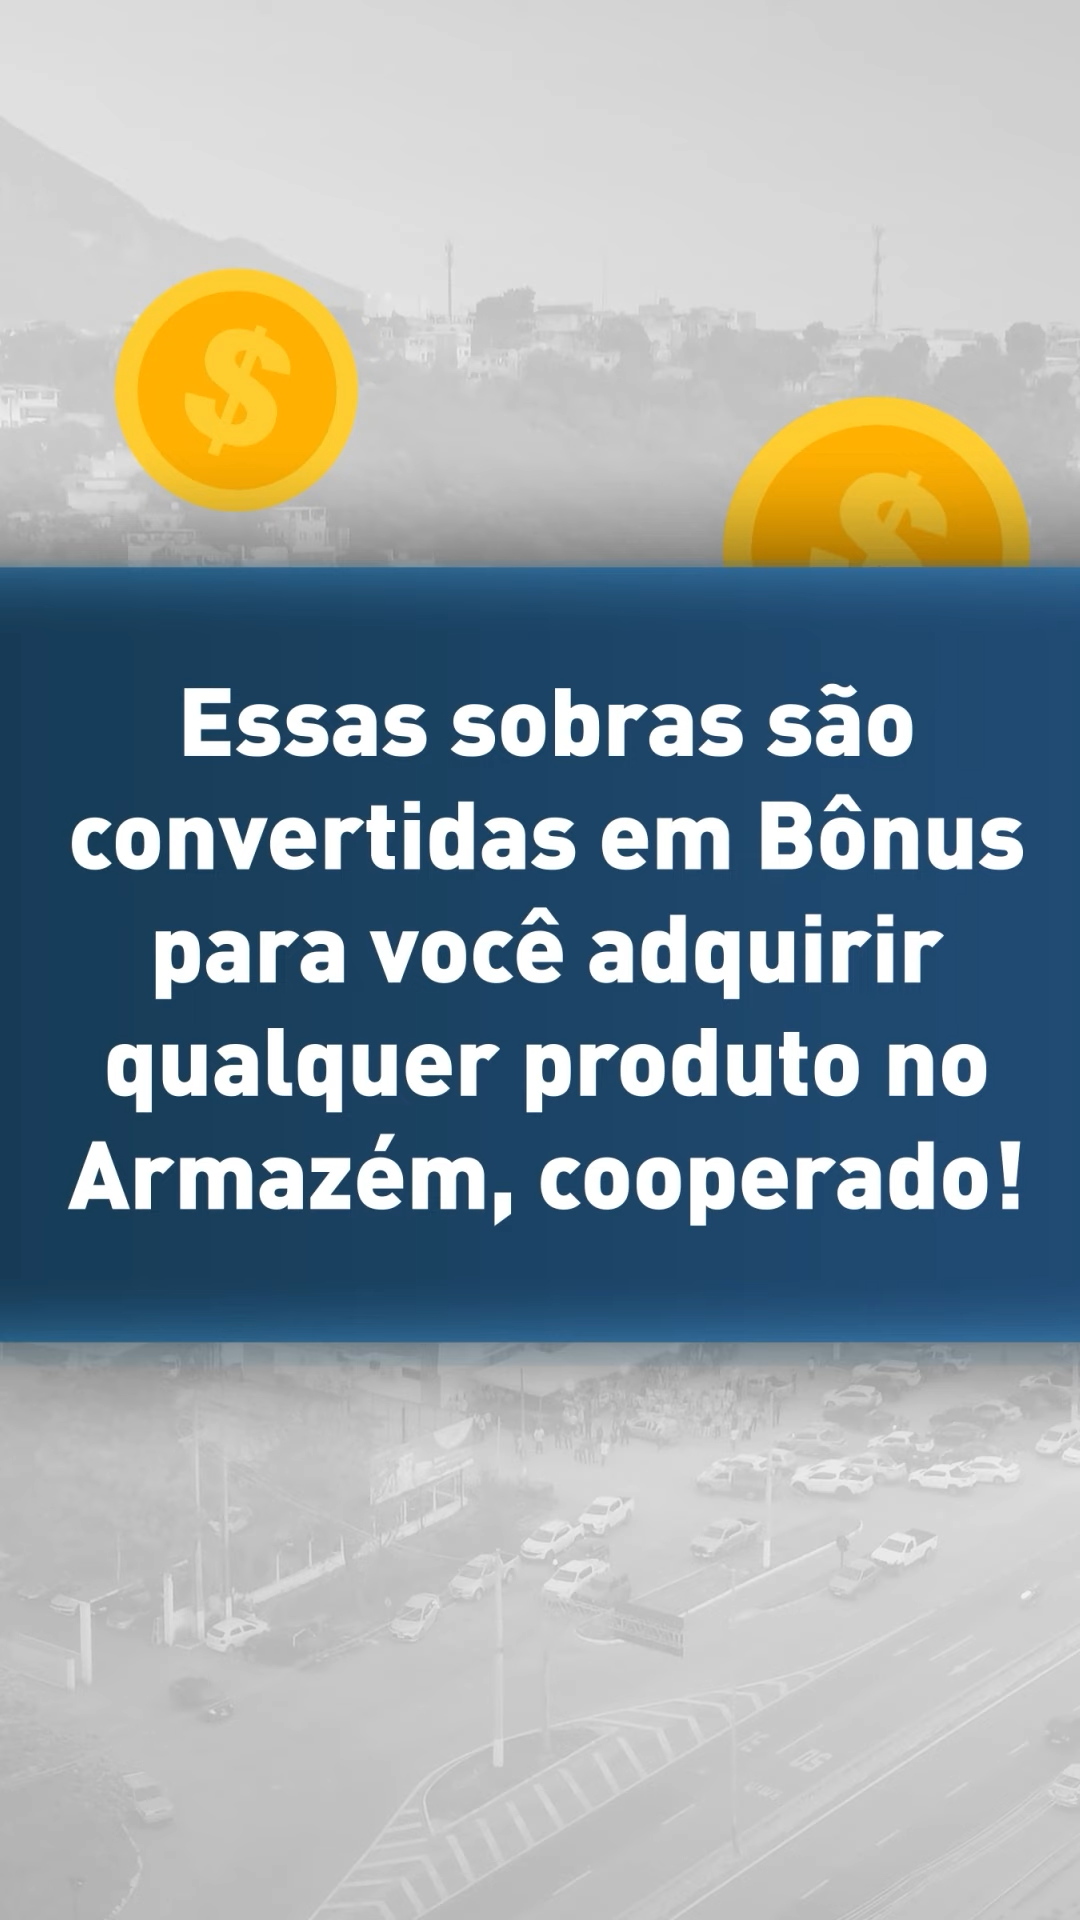 $
$
Essas sobras são
convertidas em Bônus
para você adquirir
qualquer produto no
Armazém, cooperado!